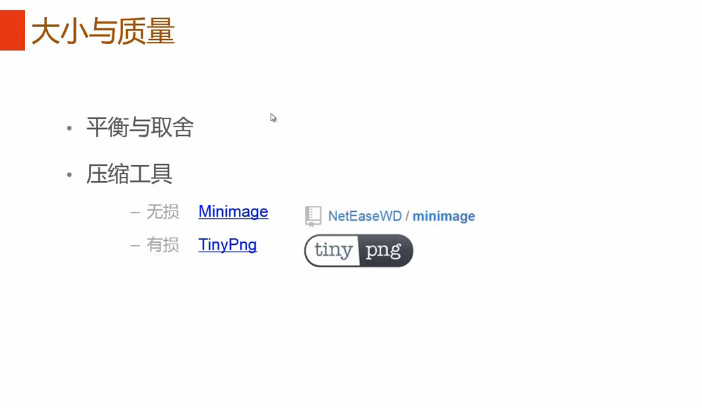 大小与质量
• 平衡与取舍
• 压缩工具
– 无损 Minimage NetEaseWD / minimage
– 有损 TinyPng tiny png